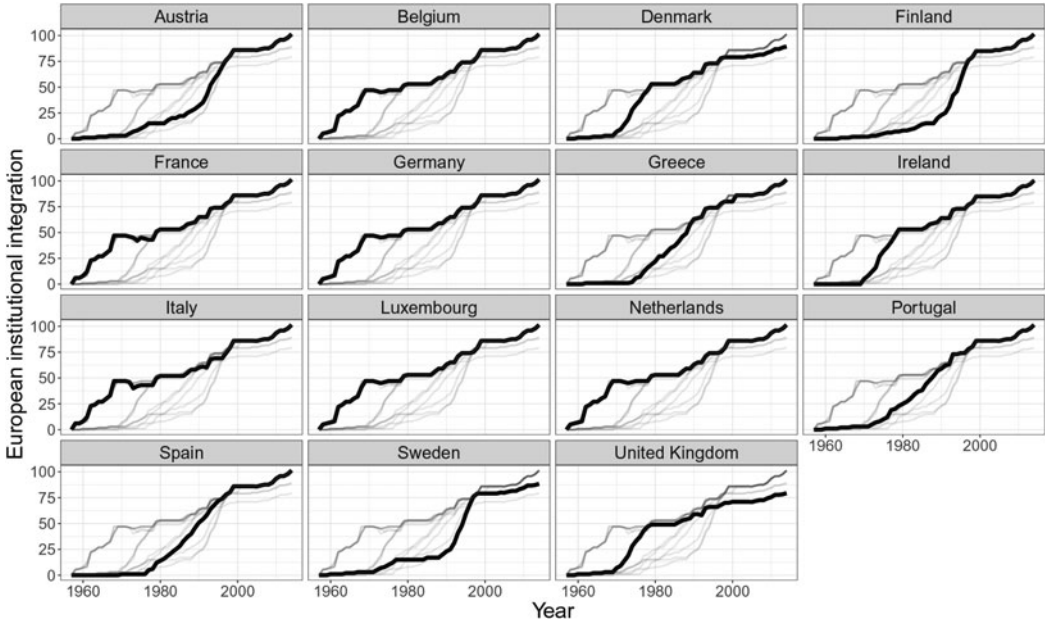 European institutional integration
Austria
Belgium
Denmark
Finland
100
75
50
25
0
France
Germany
Greece
Ireland
100
75
50
25
0
Italy
Luxembourg
Netherlands
Portugal
100
75
50
25
0
1960 1980 2000
Spain
Sweden
United Kingdom
100
75
50
25
0
1960 1980 2000
1960 1980 2000
1960 1980 2000
Year